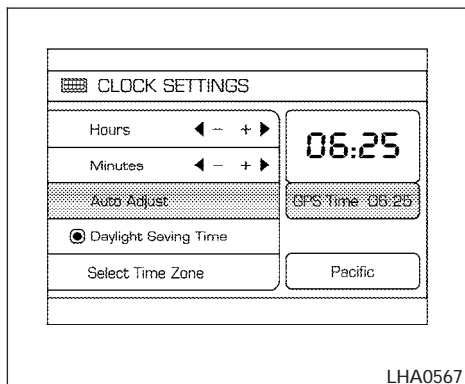 CLOCK SETTINGS
Hours - +
Minutes - +
06:25
Auto Adjust
GPS Time 06:25
Daylight Saving Time
Select Time Zone
Pacific
LHA0567